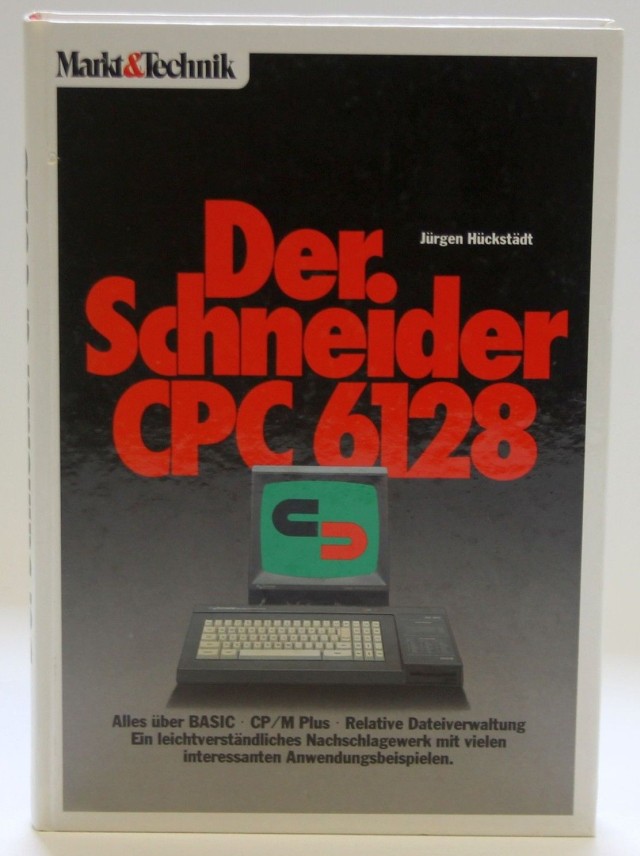 Markt&Technik
Jürgen Hückstädt
Der
Schneider
CPC 6128
Alles über BASIC · CP/M Plus · Relative Dateiverwaltung
Ein leichtverständliches Nachschlagewerk mit vielen
interessanten Anwendungsbeispielen.